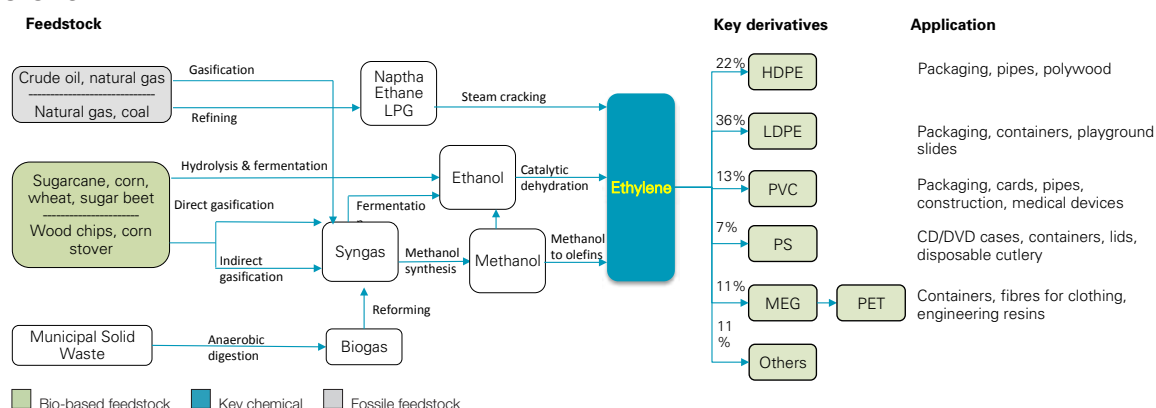 Feedstock
Key derivatives
Application
Crude oil, natural gas
Natural gas, coal
Gasification
Refining
Naptha
Ethane
LPG
Steam cracking
Sugarcane, corn,
wheat, sugar beet
Wood chips, corn
stover
Hydrolysis & fermentation
Direct gasification
Indirect
gasification
Fermentatio
Ethanol
Catalytic
dehydration
Syngas
Methanol
synthesis
Methanol
Methanol
to olefins
Reforming
Municipal Solid
Waste
Anaerobic
digestion
Biogas
Ethylene
22%
HDPE
Packaging, pipes, polywood
36%
LDPE
Packaging, containers, playground
slides
13%
PVC
Packaging, cards, pipes,
construction, medical devices
7%
PS
CD/DVD cases, containers, lids,
disposable cutlery
11%
MEG
PET
Containers, fibres for clothing,
engineering resins
11
%
Others
Bio-based feedstock
Key chemical
Fossile feedstock